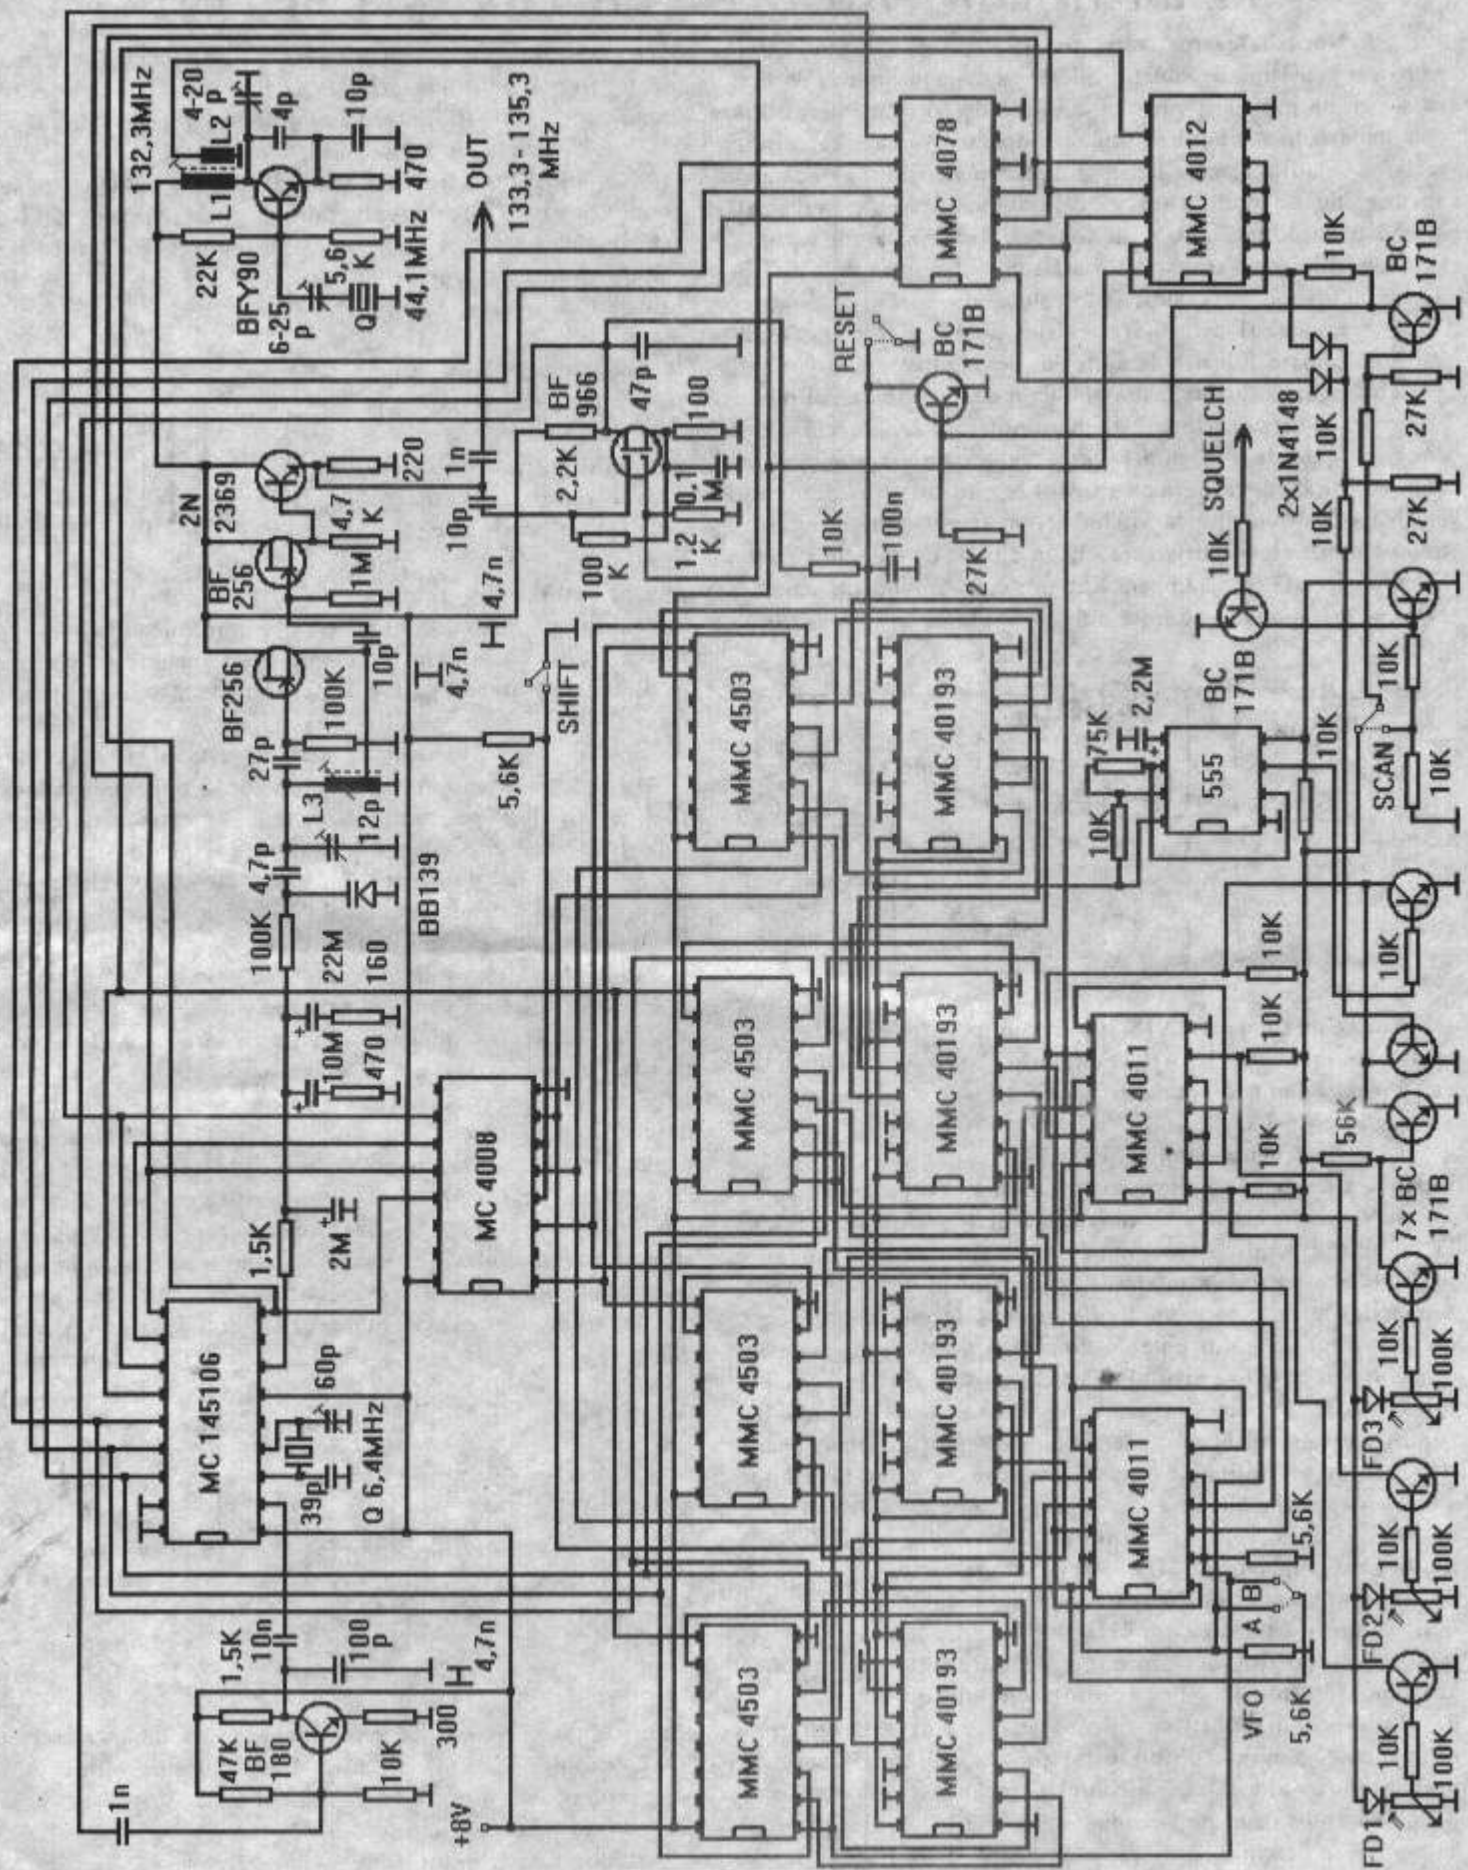 132,3MHz
4-20
p
L2
L1
4p
10p
22K
BFY90
6-25
p
5,6
K
Q
470
44,1MHz
OUT
133,3 - 135,3
MHz
2N
2369
220
BF
256
4,7
K
1M
1n
10p
BF
966
2,2K
47p
100
100
K
1,2
K
0,1
M
BF256
27p
100K
10p
4,7n
4,7n
L3
12p
4,7p
BB139
100K
22M
160
10M
470
+
+
5,6K
SHIFT
1,5K
2M
+
MC 145106
39p
60p
Q 6,4MHz
MC 4008
1,5K
10n
47K
BF
180
100
p
10K
300
4,7n
1n
+8V
MMC 4078
MMC 4012
RESET
BC
171B
10K
100n
27K
10K
BC
171B
2x1N4148
10K
27K
10K
27K
SQUELCH
10K
BC
171B
MMC 4503
MMC 4503
MMC 4503
MMC 4503
MMC 40193
MMC 40193
MMC 40193
MMC 40193
75K
2,2M
+
10K
555
10K
10K
SCAN
10K
10K
10K
10K
10K
56K
MMC 4011
MMC 4011
7 x BC
171B
VFO
A
B
5,6K
5,6K
FD3
10K
100K
FD2
10K
100K
FD1
10K
100K